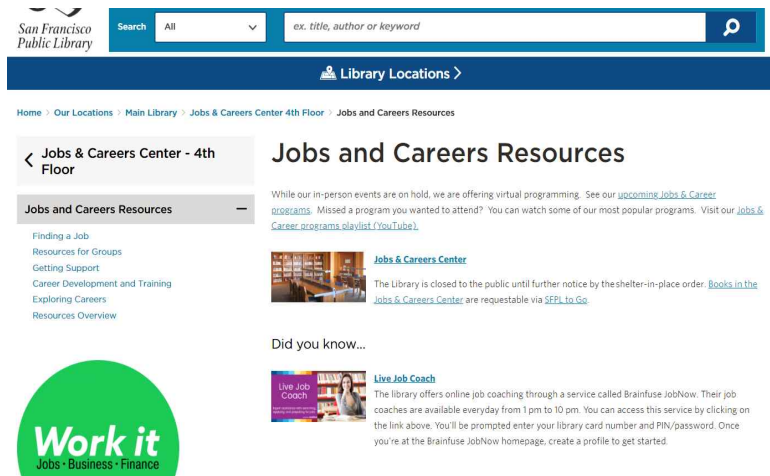 San Francisco
Public Library
Search
All
ex. title, author or keyword
Library Locations >
Home > Our Locations > Main Library > Jobs & Careers Center 4th Floor > Jobs and Careers Resources
Jobs & Careers Center - 4th
Floor
Jobs and Careers Resources
Finding a Job
Resources for Groups
Getting Support
Career Development and Training
Exploring Careers
Resources Overview
Work it
Jobs • Business • Finance
Jobs and Careers Resources
While our in-person events are on hold, we are offering virtual programming. See our upcoming Jobs & Career
programs. Missed a program you wanted to attend? You can watch some of our most popular programs. Visit our Jobs &
Career programs playlist (YouTube).
Jobs & Careers Center
The Library is closed to the public until further notice by the shelter-in-place order. Books in the
Jobs & Careers Center are requestable via SFPL to Go.
Did you know...
Live Job
Coach
Live Job Coach
The library offers online job coaching through a service called Brainfuse JobNow. Their job
coaches are available everyday from 1 pm to 10 pm. You can access this service by clicking on
the link above. You'll be prompted enter your library card number and PIN/password. Once
you're at the Brainfuse JobNow homepage, create a profile to get started.